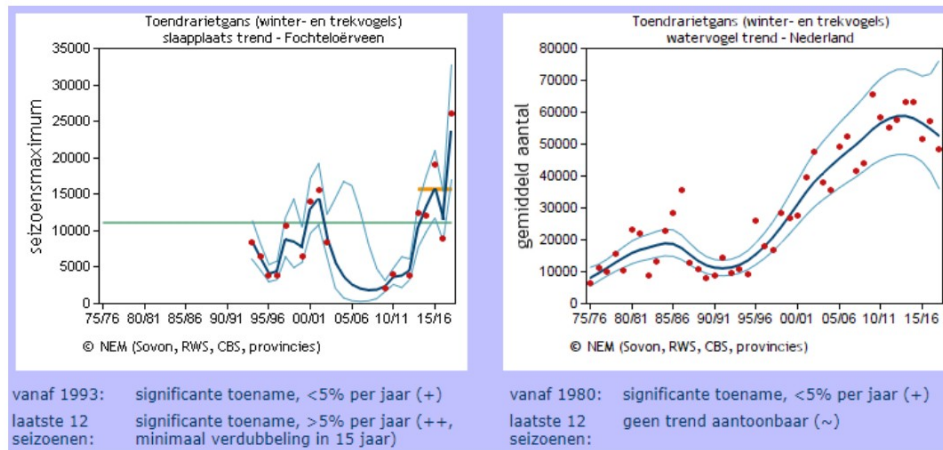 Toendrarietgans (winter- en trekvogels)
slaapplaats trend - Fochteloërveen
seizoensmaximum
35000
30000
25000
20000
15000
10000
5000
0
75/76 80/81 85/86 90/91 95/96 00/01 05/06 10/11 15/16
© NEM (Sovon, RWS, CBS, provincies)
vanaf 1993: significante toename, <5% per jaar (+)
laatste 12 significante toename, >5% per jaar (++,
seizoenen: minimaal verdubbeling in 15 jaar)
Toendrarietgans (winter- en trekvogels)
watervogel trend - Nederland
gemiddeld aantal
80000
70000
60000
50000
40000
30000
20000
10000
0
75/76 80/81 85/86 90/91 95/96 00/01 05/06 10/11 15/16
© NEM (Sovon, RWS, CBS, provincies)
vanaf 1980: significante toename, <5% per jaar (+)
laatste 12 geen trend aantoonbaar (~)
seizoenen: